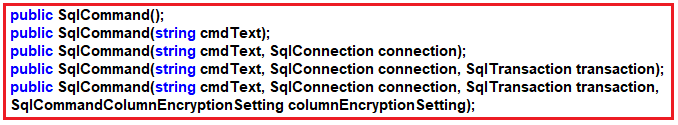 public SqlCommand();
public SqlCommand(string cmdText);
public SqlCommand(string cmdText, SqlConnection connection);
public SqlCommand(string cmdText, SqlConnection connection, SqlTransaction transaction);
public SqlCommand(string cmdText, SqlConnection connection, SqlTransaction transaction,
SqlCommandColumnEncryptionSetting columnEncryptionSetting);